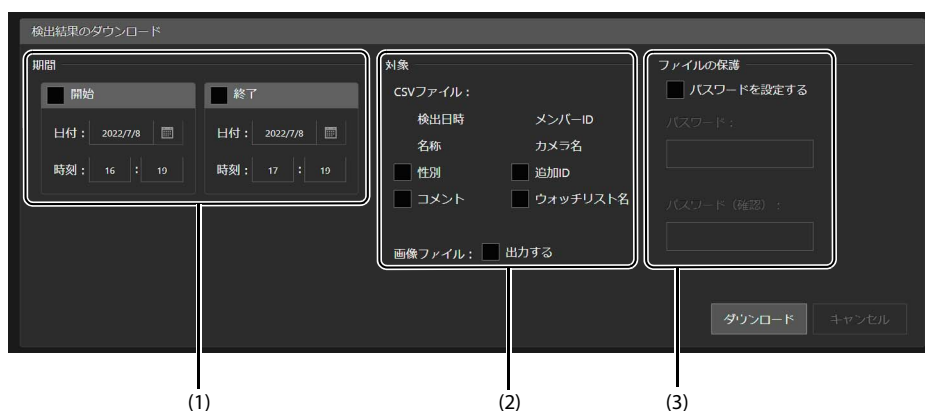 検出結果のダウンロード
期間
開始
日付： 2022/7/8
時刻： 16 : 19
終了
日付： 2022/7/8
時刻： 17 : 19
対象
CSVファイル：
検出日時 メンバーID
名称 カメラ名
性別 追加ID
コメント ウォッチリスト名
画像ファイル： 出力する
ファイルの保護
パスワードを設定する
パスワード：
パスワード（確認）：
ダウンロード キャンセル
(1) (2) (3)